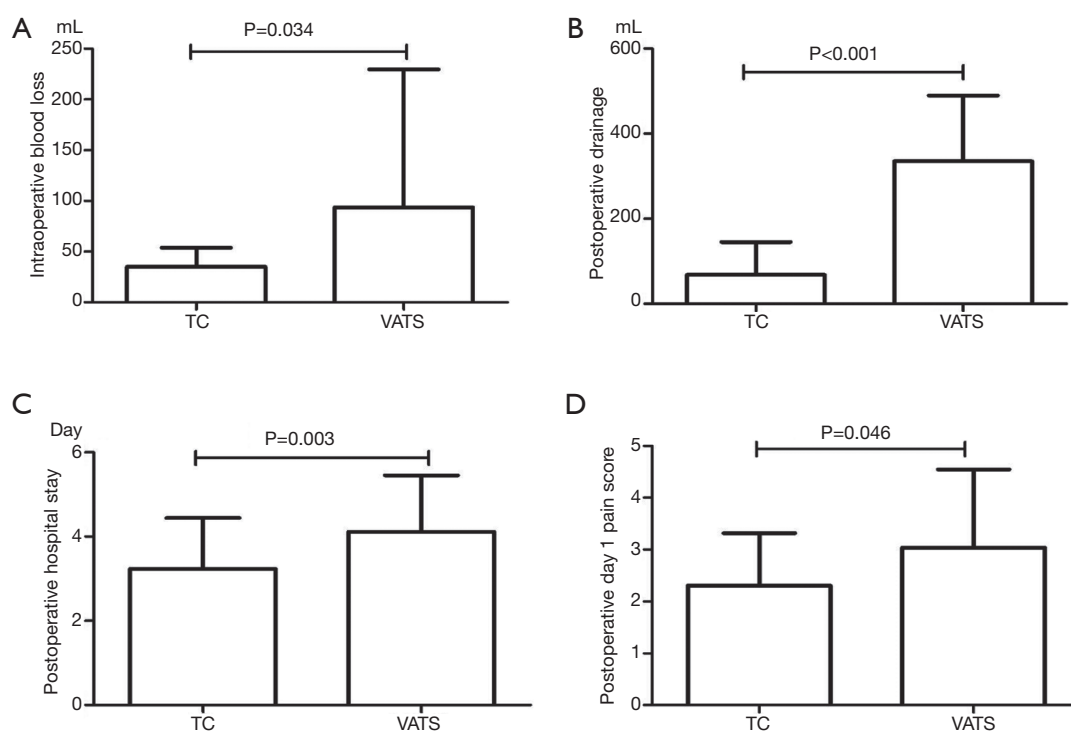 A
mL
P=0.034
250
200
150
100
50
0
Intraoperative blood loss
TC
VATS
B
mL
P<0.001
600
400
200
0
Postoperative drainage
TC
VATS
C
Day
P=0.003
6
4
2
0
Postoperative hospital stay
TC
VATS
D
P=0.046
5
4
3
2
1
0
Postoperative day 1 pain score
TC
VATS